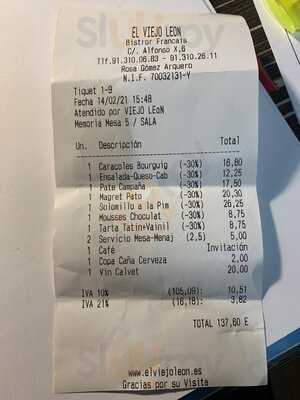 EL VIEJO LEON
Bistror Francais
C/. Alfonso X,6
Tlf.91.310.06.83 - 91.310.26.11
Rosa Gómez Arquero
N.I.F. 70032131-Y
Tiquet 1-9
Fecha 14/02/21 15:48
Atendido por VIEJO LEoN
Memoria Mesa 5 / SALA
Un. Descripción Total
1 Caracoles Bourguig (-30%) 16,80
1 Ensalada-Queso-Cab (-30%) 12,25
1 Pate Campaña (-30%) 17,50
1 Magret Pato (-30%) 20,30
1 Solomillo a la Pim (-30%) 26,25
1 Mousses Chocolat (-30%) 8,75
1 Tarta Tatin+Vainil (-30%) 8,75
2 Servicio Mesa-Menaj (2,5) 5,00
1 Café Invitación
1 Copa Caña Cerveza 2,00
1 Vin Calvet 20,00
IVA 10% (105,09): 10,51
IVA 21% (18,18): 3,82
TOTAL 137,60 E
www.elviejoleon.es
Gracias por su Visita